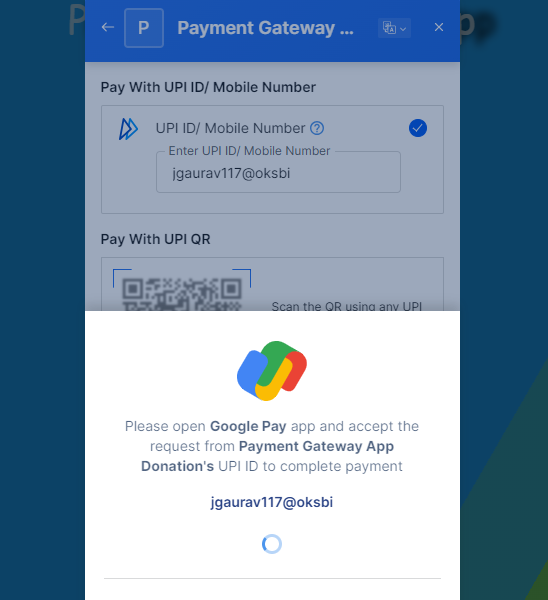 P
Payment Gateway ...
Pay With UPI ID/ Mobile Number
UPI ID/ Mobile Number
Enter UPI ID/ Mobile Number
jgaurav117@oksbi
Pay With UPI QR
Scan the QR using any UPI
Please open Google Pay app and accept the
request from Payment Gateway App
Donation's UPI ID to complete payment
jgaurav117@oksbi